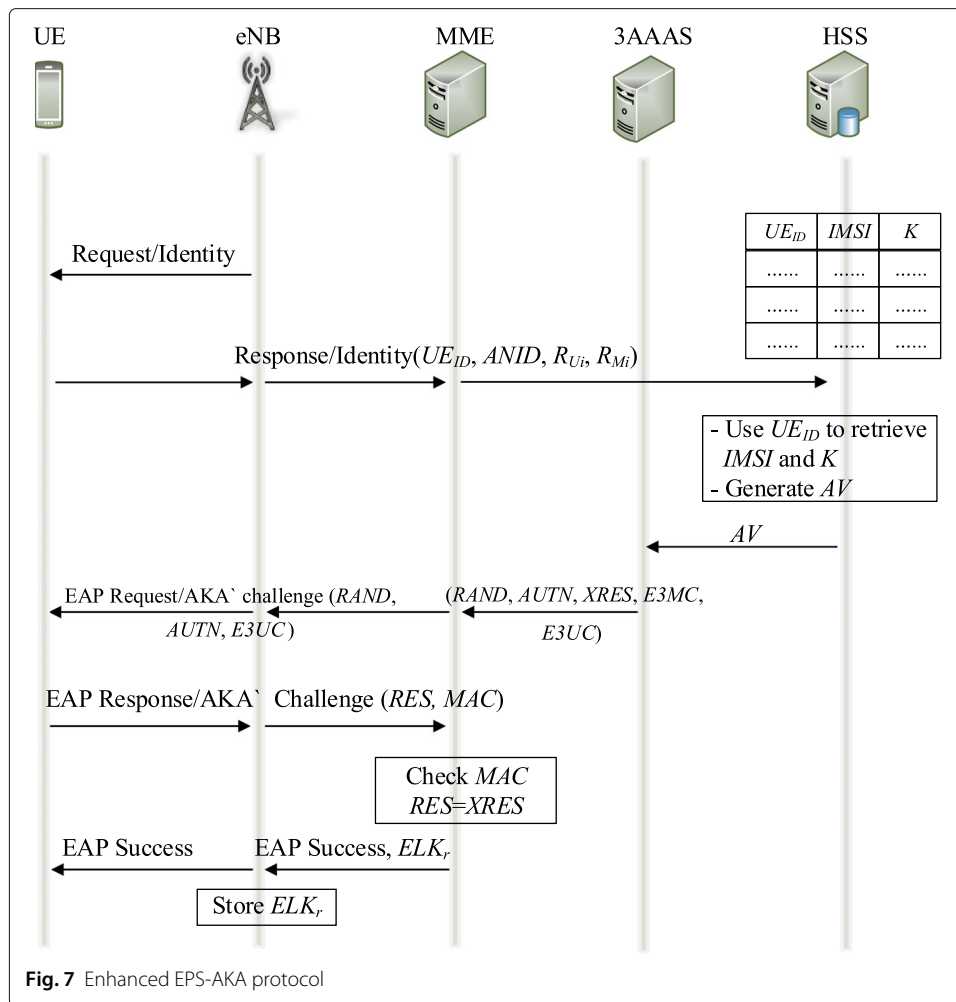 UE eNB MME 3AAAS HSS
UE_ID IMSI K
...... ...... ......
...... ...... ......
...... ...... ......
Request/Identity
Response/Identity(UE_ID, ANID, R_Ui, R_Mi)
- Use UE_ID to retrieve
IMSI and K
- Generate AV
AV
EAP Request/AKA` challenge (RAND,
AUTN, E3UC)
(RAND, AUTN, XRES, E3MC,
E3UC)
EAP Response/AKA` Challenge (RES, MAC)
Check MAC
RES=XRES
EAP Success EAP Success, ELK_r
Store ELK_r
Fig. 7 Enhanced EPS-AKA protocol